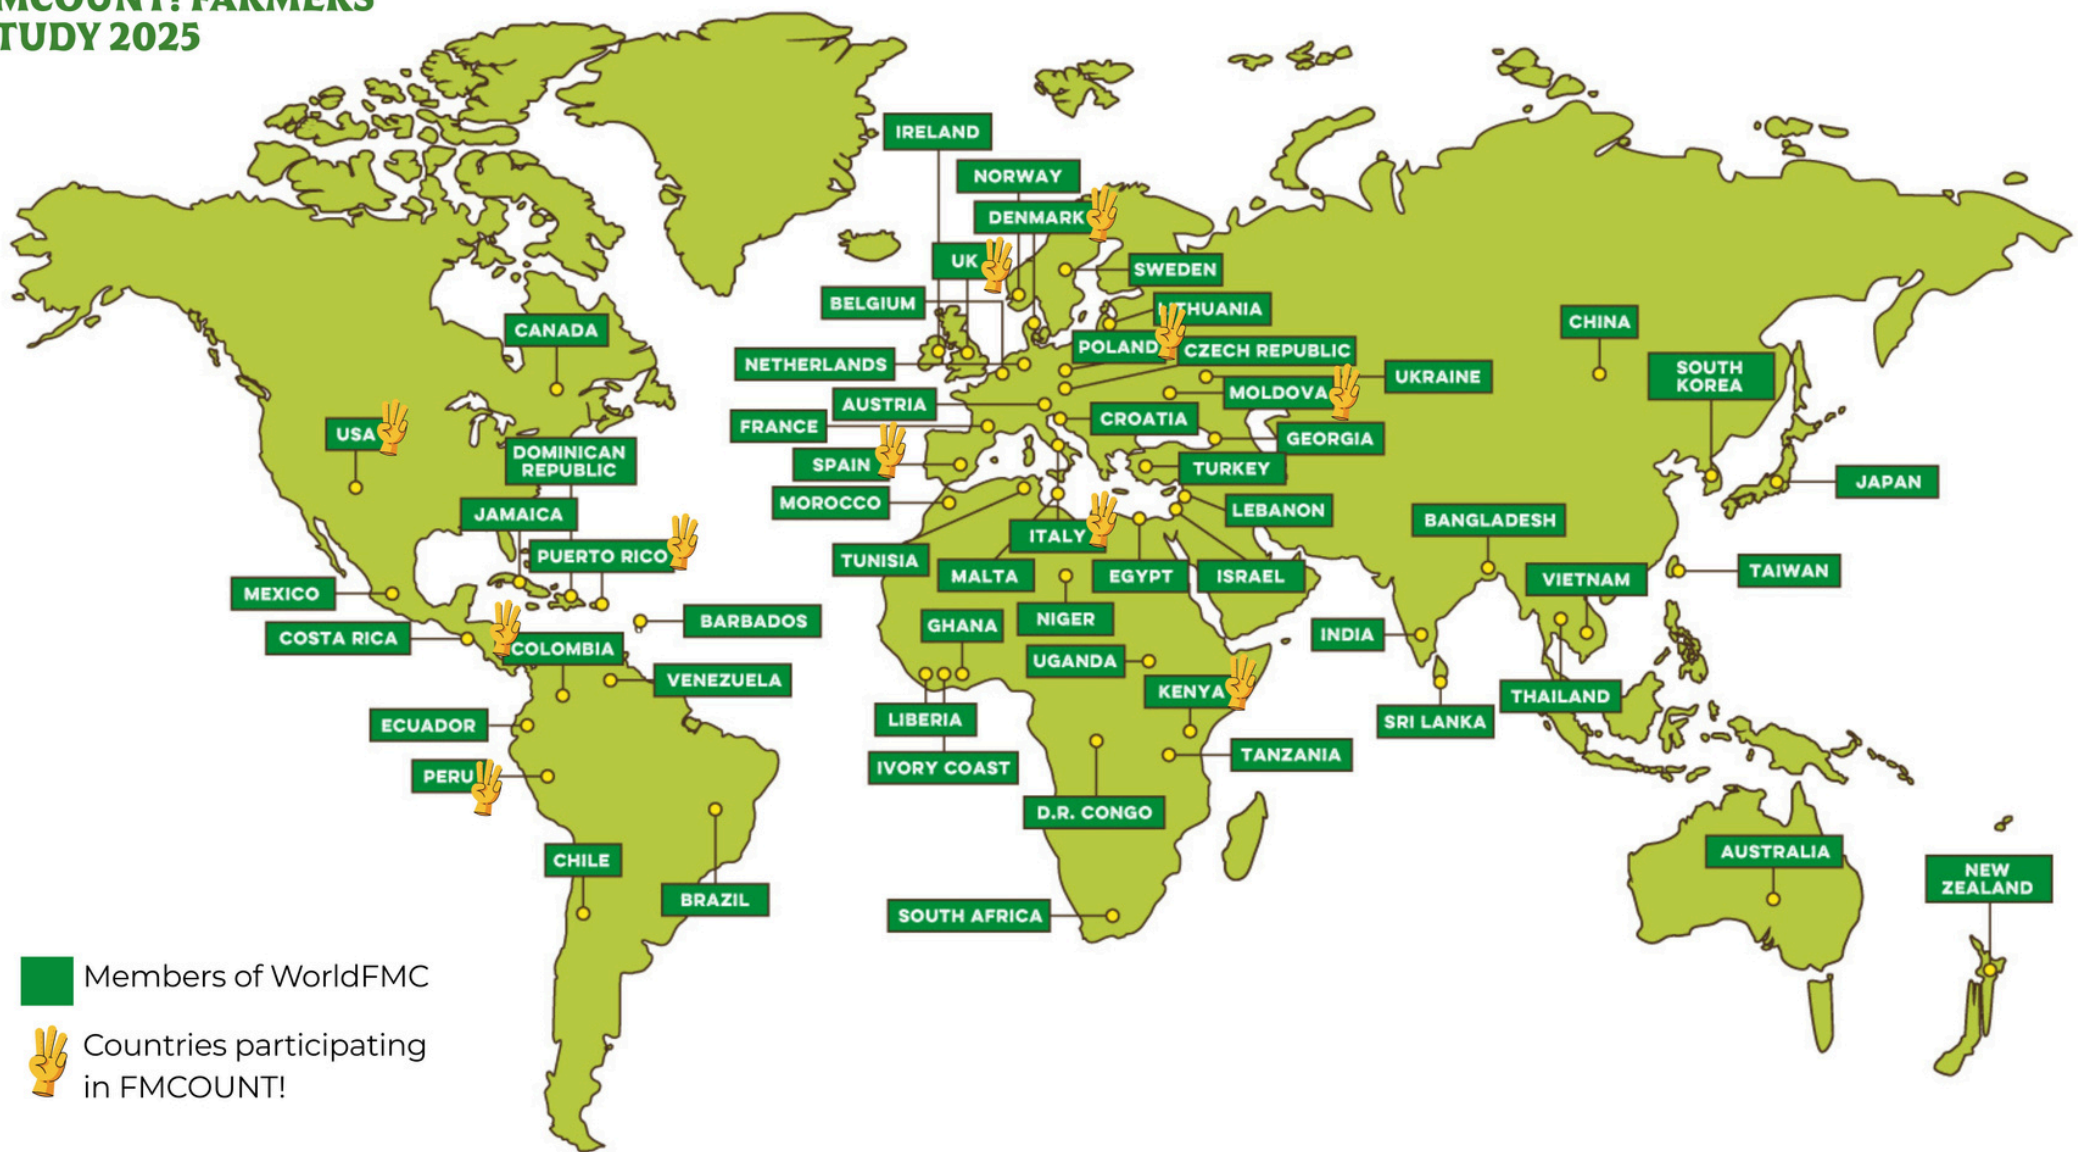 MCOUNT! FARMERS
TUDY 2025
IRELAND
NORWAY
DENMARK
UK
SWEDEN
BELGIUM
LITHUANIA
CANADA
CHINA
POLAND
CZECH REPUBLIC
NETHERLANDS
SOUTH
KOREA
UKRAINE
MOLDOVA
AUSTRIA
CROATIA
FRANCE
USA
GEORGIA
DOMINICAN
REPUBLIC
SPAIN
TURKEY
JAPAN
MOROCCO
LEBANON
JAMAICA
BANGLADESH
ITALY
PUERTO RICO
TUNISIA
MALTA
EGYPT
ISRAEL
VIETNAM
TAIWAN
MEXICO
NIGER
BARBADOS
GHANA
COSTA RICA
INDIA
COLOMBIA
UGANDA
VENEZUELA
KENYA
THAILAND
LIBERIA
SRI LANKA
ECUADOR
TANZANIA
IVORY COAST
PERU
D.R. CONGO
AUSTRALIA
CHILE
NEW
ZEALAND
BRAZIL
SOUTH AFRICA
Members of WorldFMC
Countries participating
in FMCOUNT!